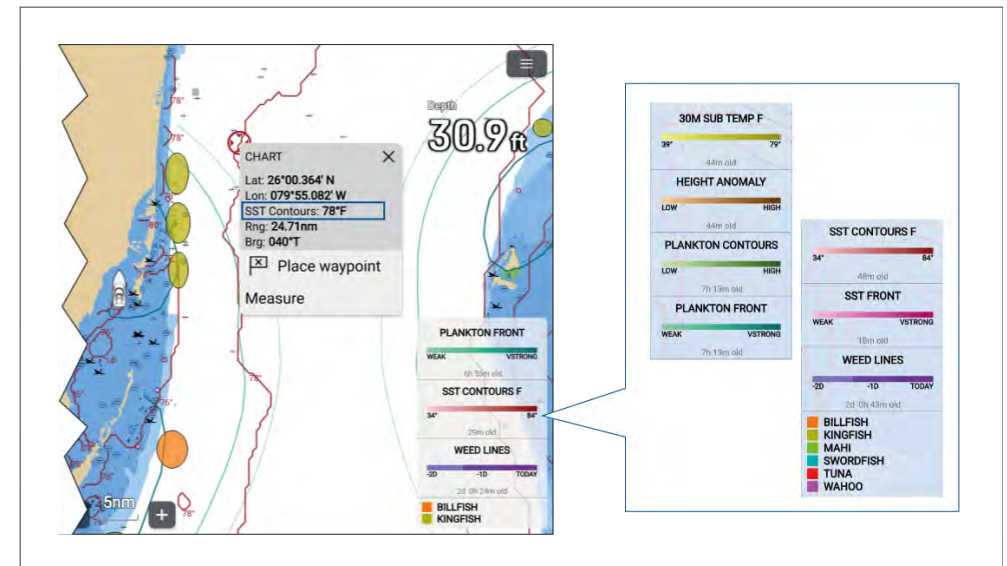 Depth
30.9 ft
CHART
Lat: 26°00.364' N
Lon: 079°55.082' W
SST Contours: 78°F
Rng: 24.71nm
Brg: 040°T
Place waypoint
Measure
78°
78°
78°
76°
78°
5nm
PLANKTON FRONT
WEAK VSTRONG
6h 55m old
SST CONTOURS F
34° 84°
29m old
WEED LINES
-2D -1D TODAY
2d 0h 24m old
BILLFISH
KINGFISH
30M SUB TEMP F
39° 79°
44m old
HEIGHT ANOMALY
LOW HIGH
44m old
PLANKTON CONTOURS
LOW HIGH
7h 13m old
PLANKTON FRONT
WEAK VSTRONG
7h 13m old
SST CONTOURS F
34° 84°
48m old
SST FRONT
WEAK VSTRONG
18m old
WEED LINES
-2D -1D TODAY
2d 0h 43m old
BILLFISH
KINGFISH
MAHI
SWORDFISH
TUNA
WAHOO